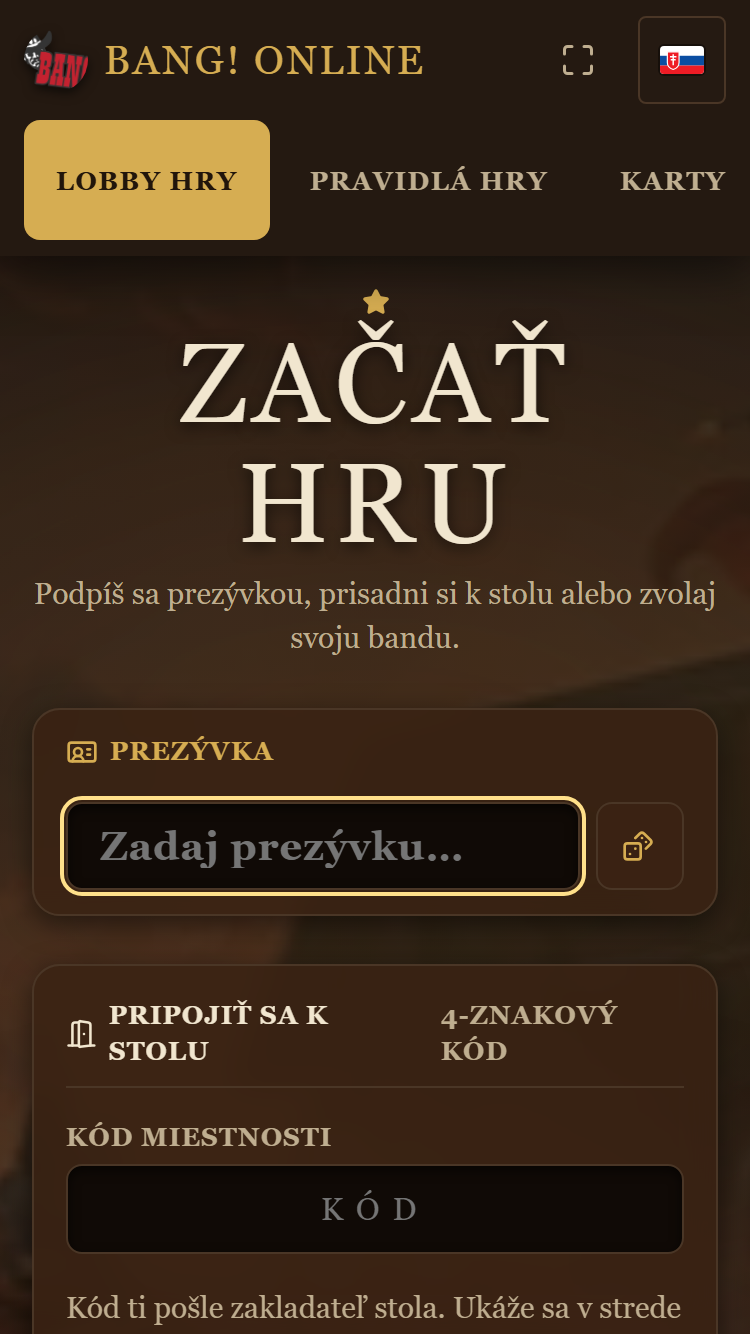 BANG! ONLINE
LOBBY HRY PRAVIDLÁ HRY KARTY
ZAČAŤ
HRU
Podpíš sa prezývkou, prisadni si k stolu alebo zvolaj
svoju bandu.
PREZÝVKA
Zadaj prezývku...
PRIPOJIŤ SA K
STOLU
4-ZNAKOVÝ
KÓD
KÓD MIESTNOSTI
KÓD
Kód ti pošle zakladateľ stola. Ukáže sa v strede